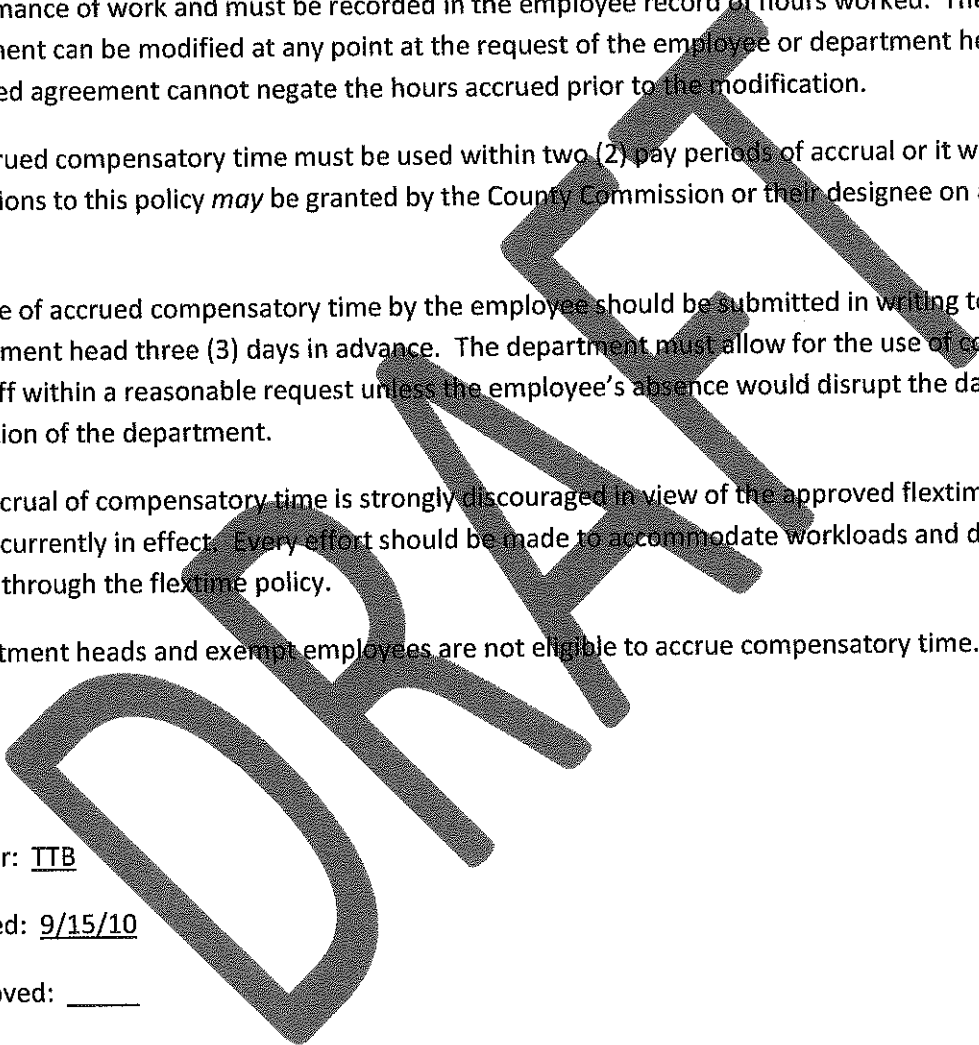 mance of work and must be recorded in the employee record of hours worked. The
nent can be modified at any point at the request of the employee or department he
ed agreement cannot negate the hours accrued prior to the modification.
rued compensatory time must be used within two (2) pay periods of accrual or it w
ions to this policy may be granted by the County Commission or their designee on a
e of accrued compensatory time by the employee should be submitted in writing to
ment head three (3) days in advance. The department must allow for the use of co
ff within a reasonable request unless the employee's absence would disrupt the da
ion of the department.
crual of compensatory time is strongly discouraged in view of the approved flextim
currently in effect. Every effort should be made to accommodate workloads and d
through the flextime policy.
tment heads and exempt employees are not eligible to accrue compensatory time.
r: TTB
ed: 9/15/10
oved: _____
DRAFT